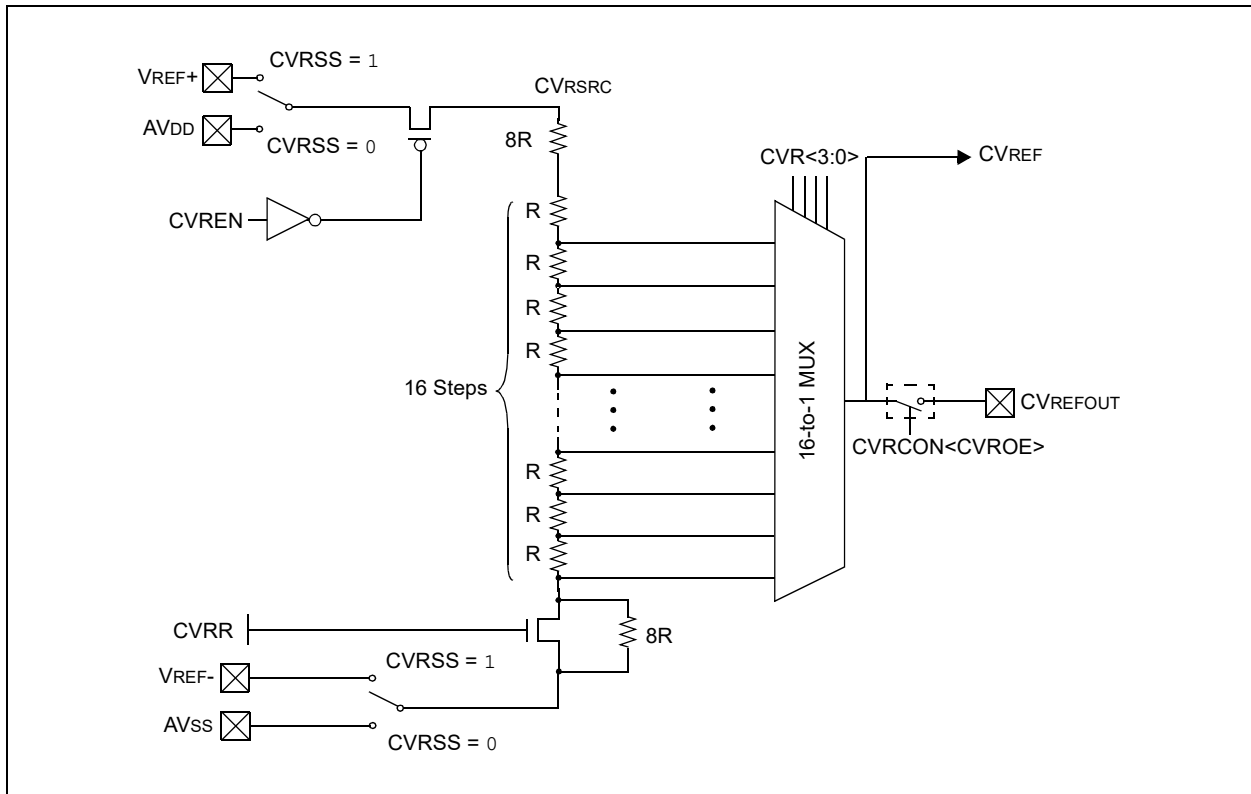 CVRSS = 1
VREF+
CVRSRC
AVDD
8R
CVRSS = 0
CVR<3:0>
CVREF
CVREN
R
R
R
R
16 Steps
16-to-1 MUX
CVREFOUT
CVRCON<CVROE>
R
R
R
CVRR
8R
CVRSS = 1
VREF-
AVSS
CVRSS = 0